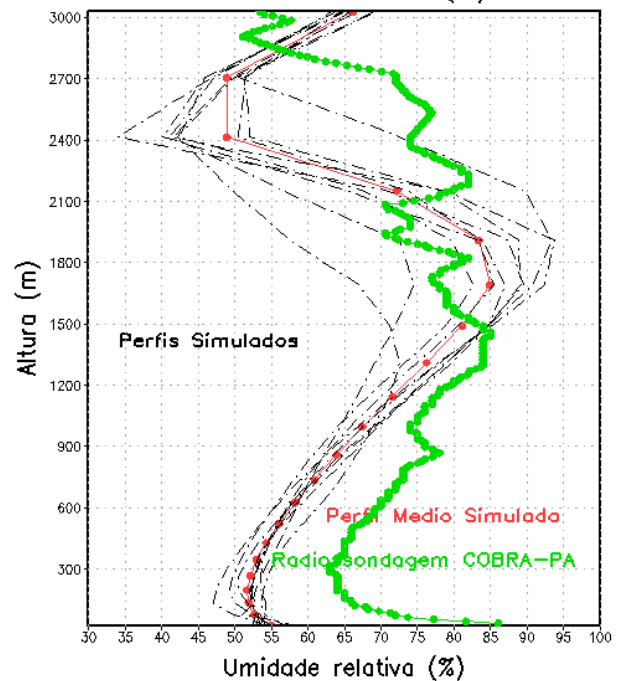 3000
2700
2400
2100
1800
1500
1200
900
600
300
Altura (m)
Perfis Simulados
Perfil Medio Simulado
Radiossondagem COBRA-PA
30 35 40 45 50 55 60 65 70 75 80 85 90 95 100
Umidade relativa (%)